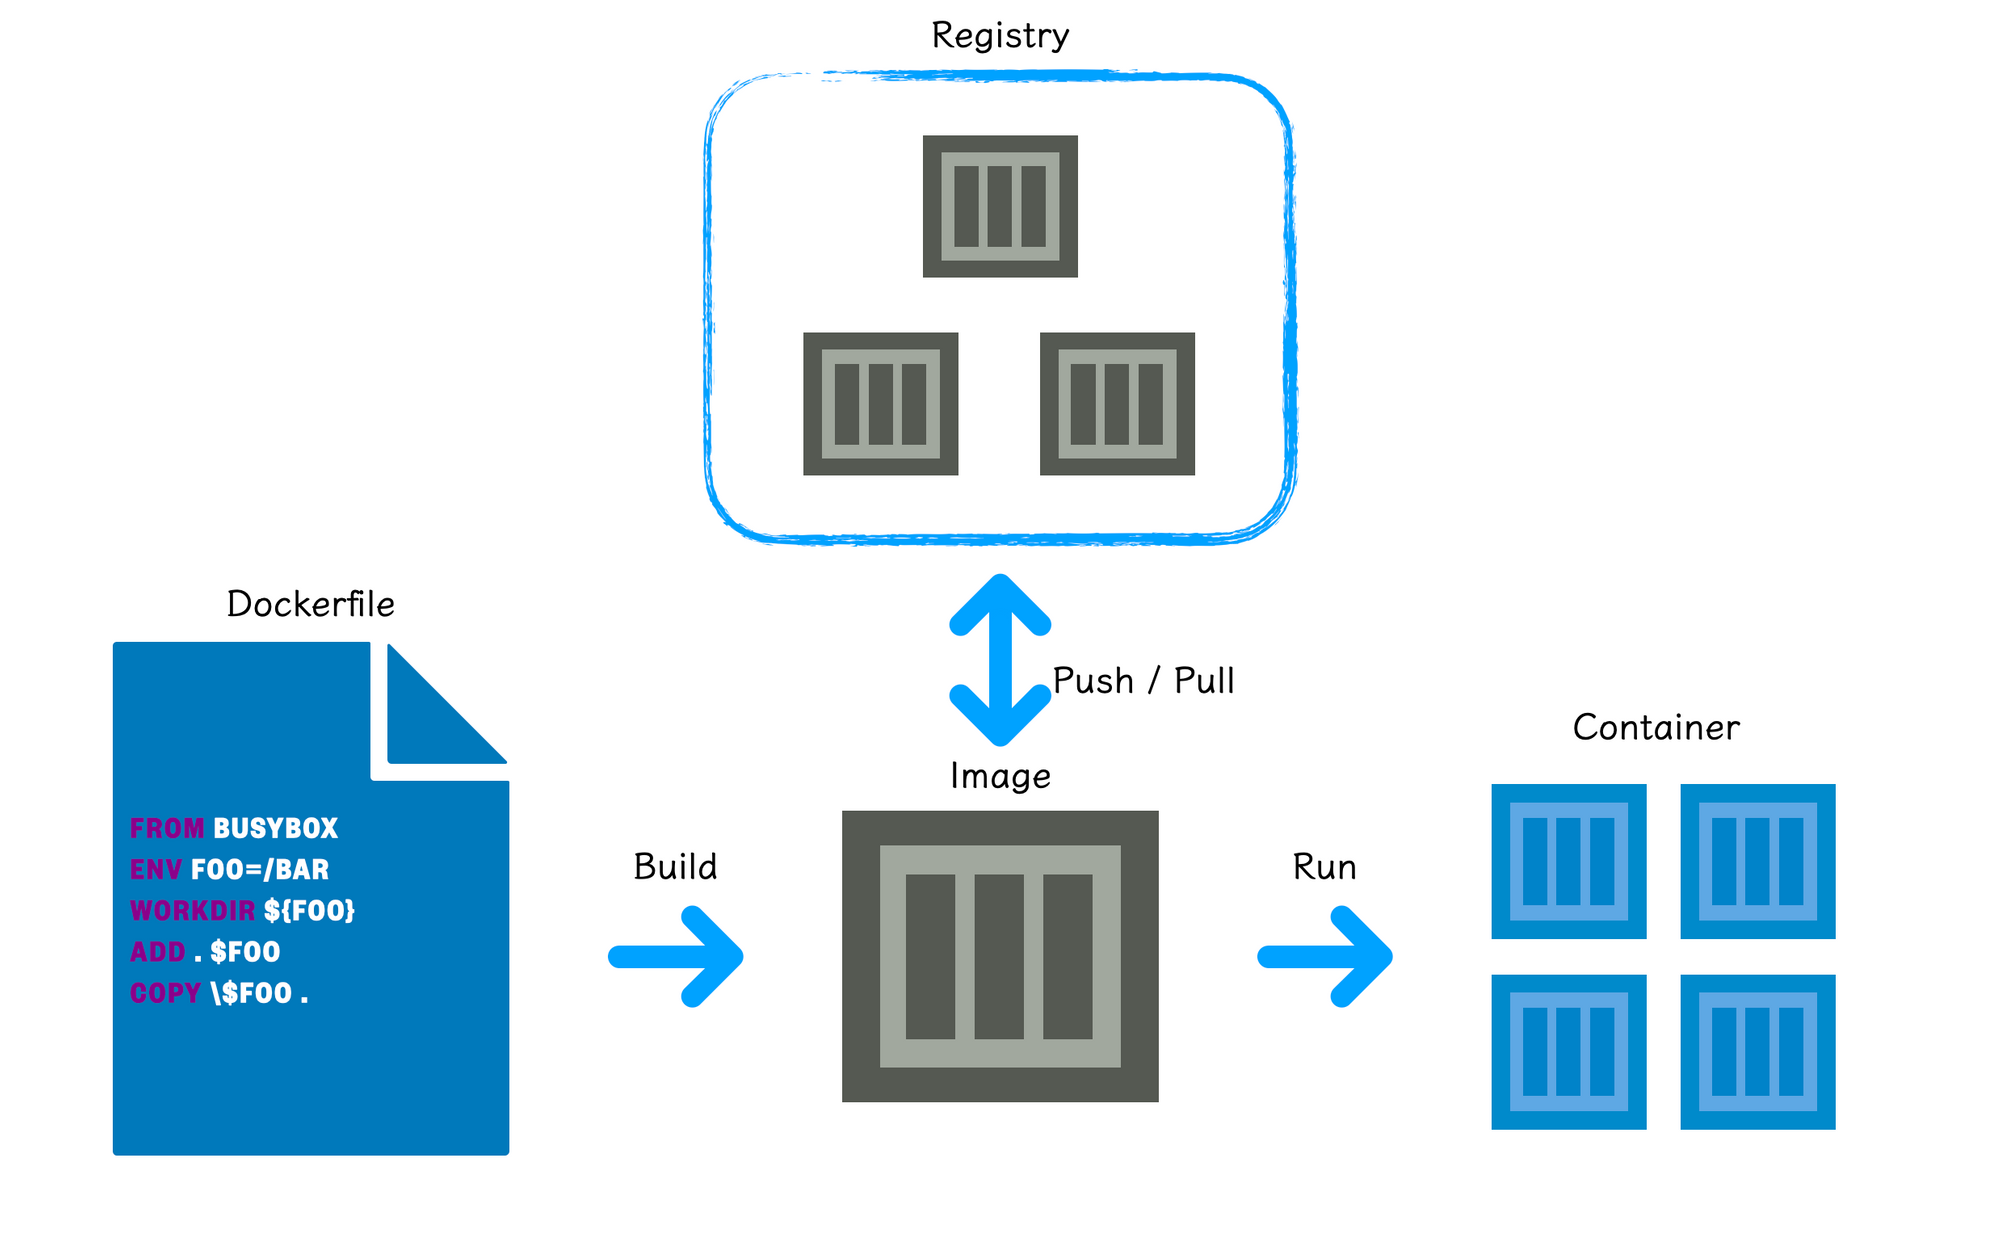 Registry
Dockerfile
FROM BUSYBOX
ENV FOO=/BAR
WORKDIR ${FOO}
ADD . $FOO
COPY \$FOO .
Build
Push / Pull
Image
Run
Container